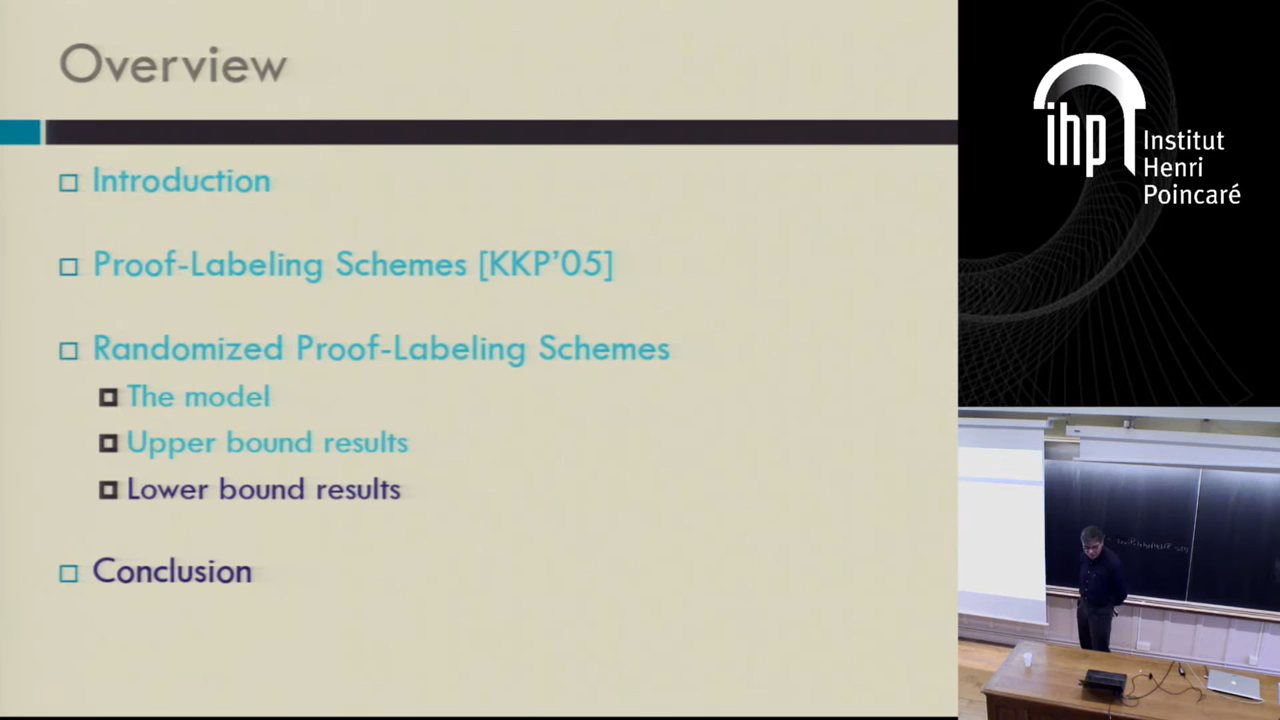 Overview
Introduction
Proof-Labeling Schemes [KKP'05]
Randomized Proof-Labeling Schemes
The model
Upper bound results
Lower bound results
Conclusion
ihp
Institut
Henri
Poincaré